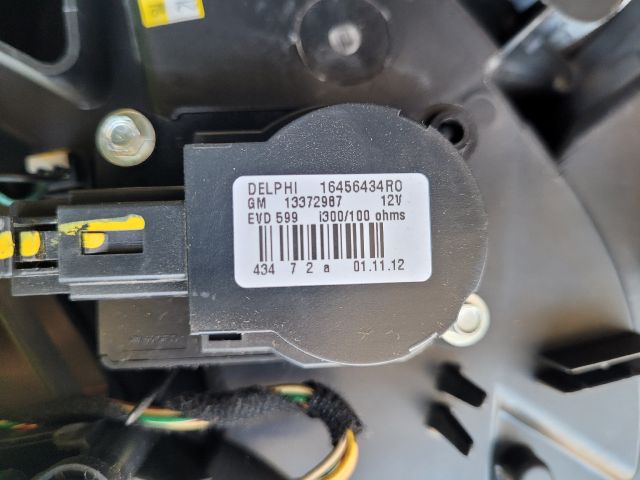 DELPHI 16456434RO
GM 13372987 12V
EVD 599 i300/100 ohms
434 7 2 a 01.11.12